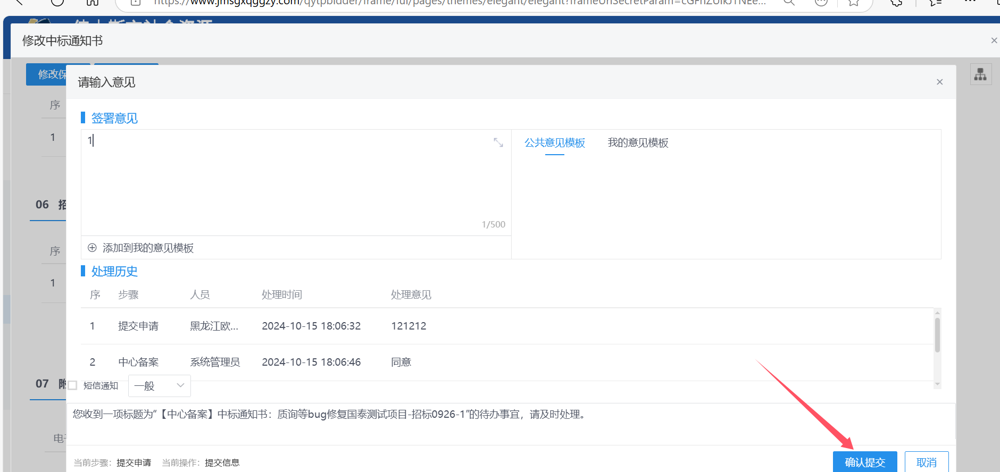 https://www.jmsgxqggzy.com/qytpbidder/frame/fui/pages/themes/elegant/elegant?frameUrlSecretParam=cGFnZUlkJTNEe...
修改中标通知书
修改保
请输入意见
序
签署意见
1
1
公共意见模板 我的意见模板
06 招
1/500
序
添加到我的意见模板
处理历史
1
序 步骤 人员 处理时间 处理意见
1 提交申请 黑龙江欧... 2024-10-15 18:06:32 121212
2 中心备案 系统管理员 2024-10-15 18:06:46 同意
07 附
短信通知 一般
您收到一项标题为“【中心备案】中标通知书：质询等bug修复国泰测试项目-招标0926-1”的待办事宜，请及时处理。
电子
当前步骤：提交申请 当前操作：提交信息
确认提交 取消